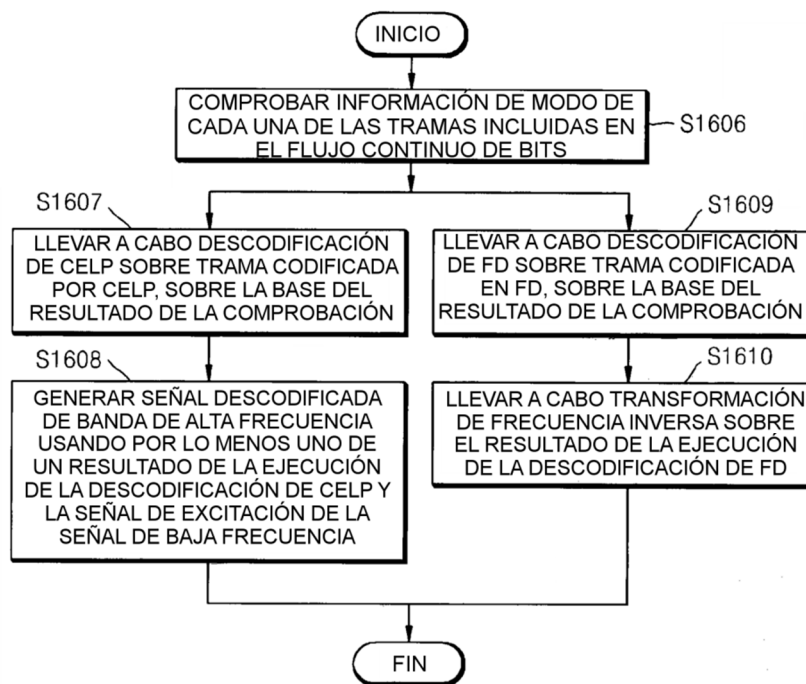 INICIO
COMPROBAR INFORMACIÓN DE MODO DE
CADA UNA DE LAS TRAMAS INCLUIDAS EN
EL FLUJO CONTINUO DE BITS
S1606
S1607
LLEVAR A CABO DESCODIFICACIÓN
DE CELP SOBRE TRAMA CODIFICADA
POR CELP, SOBRE LA BASE DEL
RESULTADO DE LA COMPROBACIÓN
S1609
LLEVAR A CABO DESCODIFICACIÓN
DE FD SOBRE TRAMA CODIFICADA
EN FD, SOBRE LA BASE DEL
RESULTADO DE LA COMPROBACIÓN
S1608
GENERAR SEÑAL DESCODIFICADA
DE BANDA DE ALTA FRECUENCIA
USANDO POR LO MENOS UNO DE
UN RESULTADO DE LA EJECUCIÓN
DE LA DESCODIFICACIÓN DE CELP Y
LA SEÑAL DE EXCITACIÓN DE LA
SEÑAL DE BAJA FRECUENCIA
S1610
LLEVAR A CABO TRANSFORMACIÓN
DE FRECUENCIA INVERSA SOBRE
EL RESULTADO DE LA EJECUCIÓN
DE LA DESCODIFICACIÓN DE FD
FIN